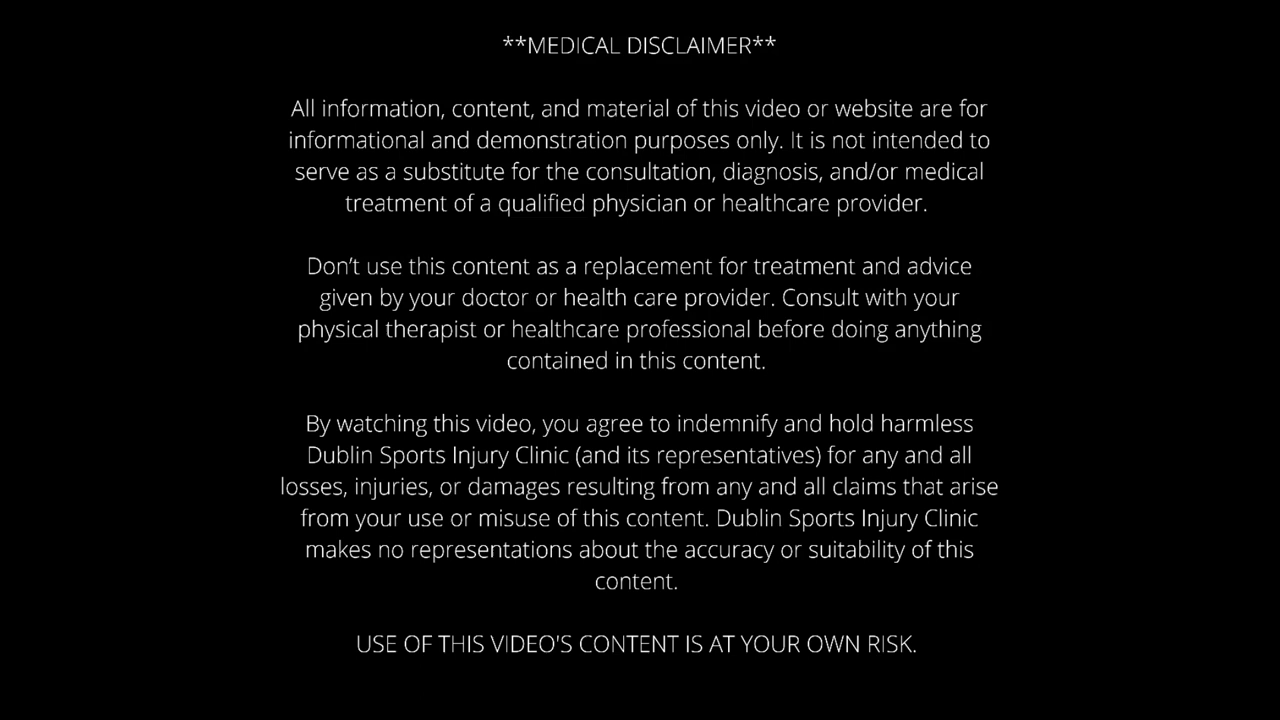 **MEDICAL DISCLAIMER**
All information, content, and material of this video or website are for
informational and demonstration purposes only. It is not intended to
serve as a substitute for the consultation, diagnosis, and/or medical
treatment of a qualified physician or healthcare provider.
Don’t use this content as a replacement for treatment and advice
given by your doctor or health care provider. Consult with your
physical therapist or healthcare professional before doing anything
contained in this content.
By watching this video, you agree to indemnify and hold harmless
Dublin Sports Injury Clinic (and its representatives) for any and all
losses, injuries, or damages resulting from any and all claims that arise
from your use or misuse of this content. Dublin Sports Injury Clinic
makes no representations about the accuracy or suitability of this
content.
USE OF THIS VIDEO'S CONTENT IS AT YOUR OWN RISK.